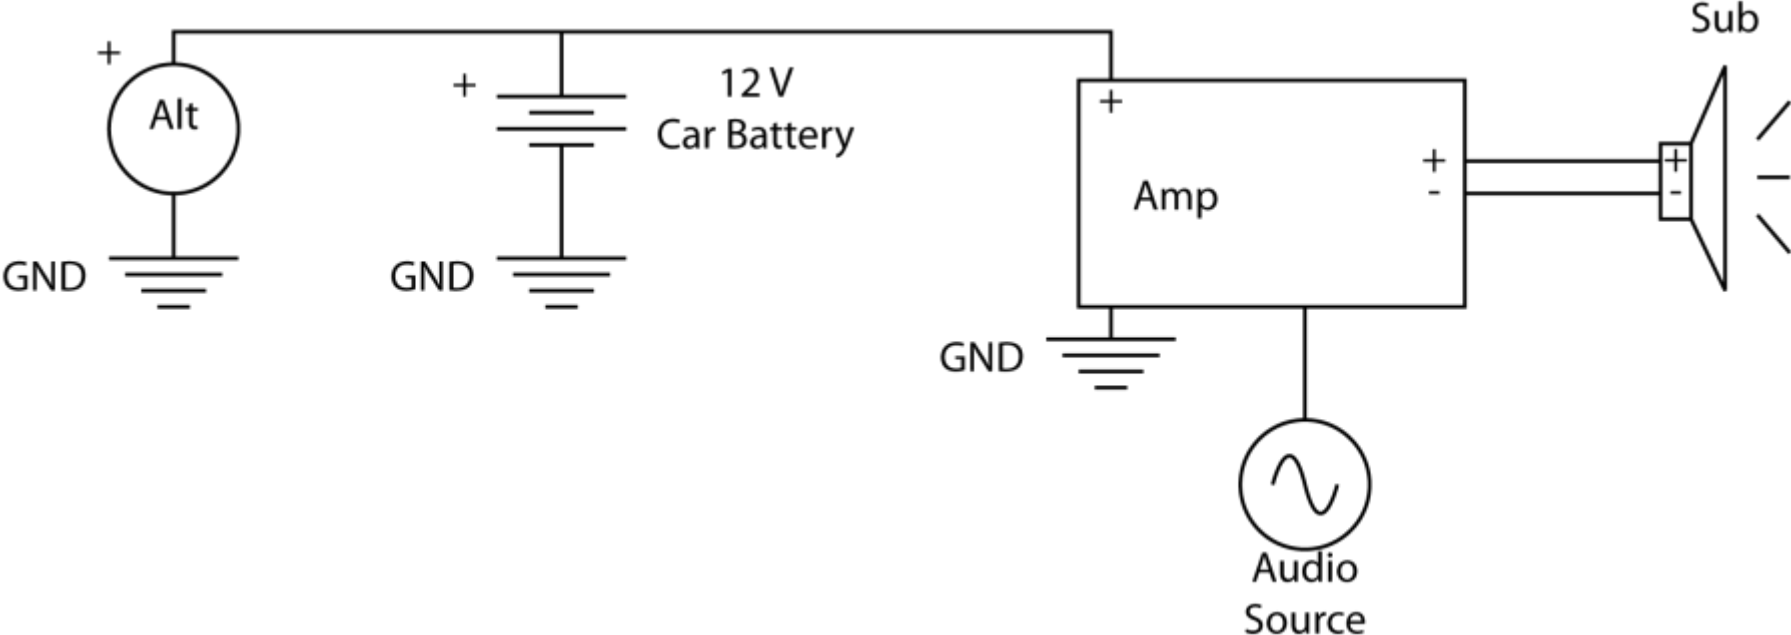 Sub
+
Alt
+
12 V
Car Battery
+
+
-
+
-
Amp
GND
GND
GND
Audio
Source